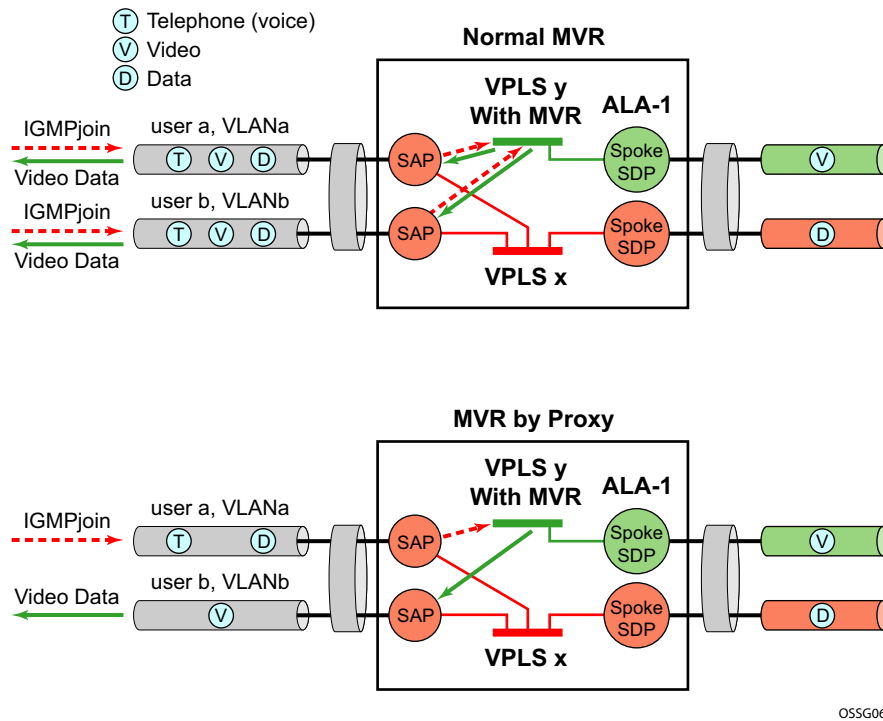 T Telephone (voice)
V Video
D Data
Normal MVR
VPLS y
With MVR
ALA-1
IGMPjoin
Video Data
user a, VLANa
T V D
SAP
Spoke
SDP
V
IGMPjoin
Video Data
user b, VLANb
T V D
SAP
Spoke
SDP
D
VPLS x
MVR by Proxy
VPLS y
With MVR
ALA-1
IGMPjoin
user a, VLANa
T D
SAP
Spoke
SDP
V
Video Data
user b, VLANb
V
SAP
Spoke
SDP
D
VPLS x
OSSG06